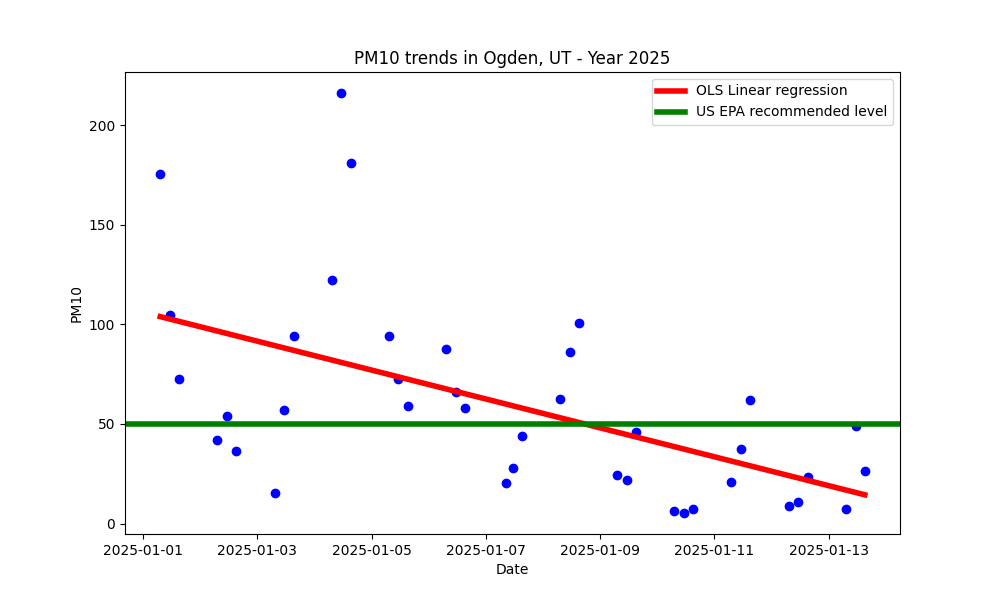 PM10 trends in Ogden, UT - Year 2025
OLS Linear regression
US EPA recommended level
PM10
200
150
100
50
0
2025-01-01
2025-01-03
2025-01-05
2025-01-07
2025-01-09
2025-01-11
2025-01-13
Date